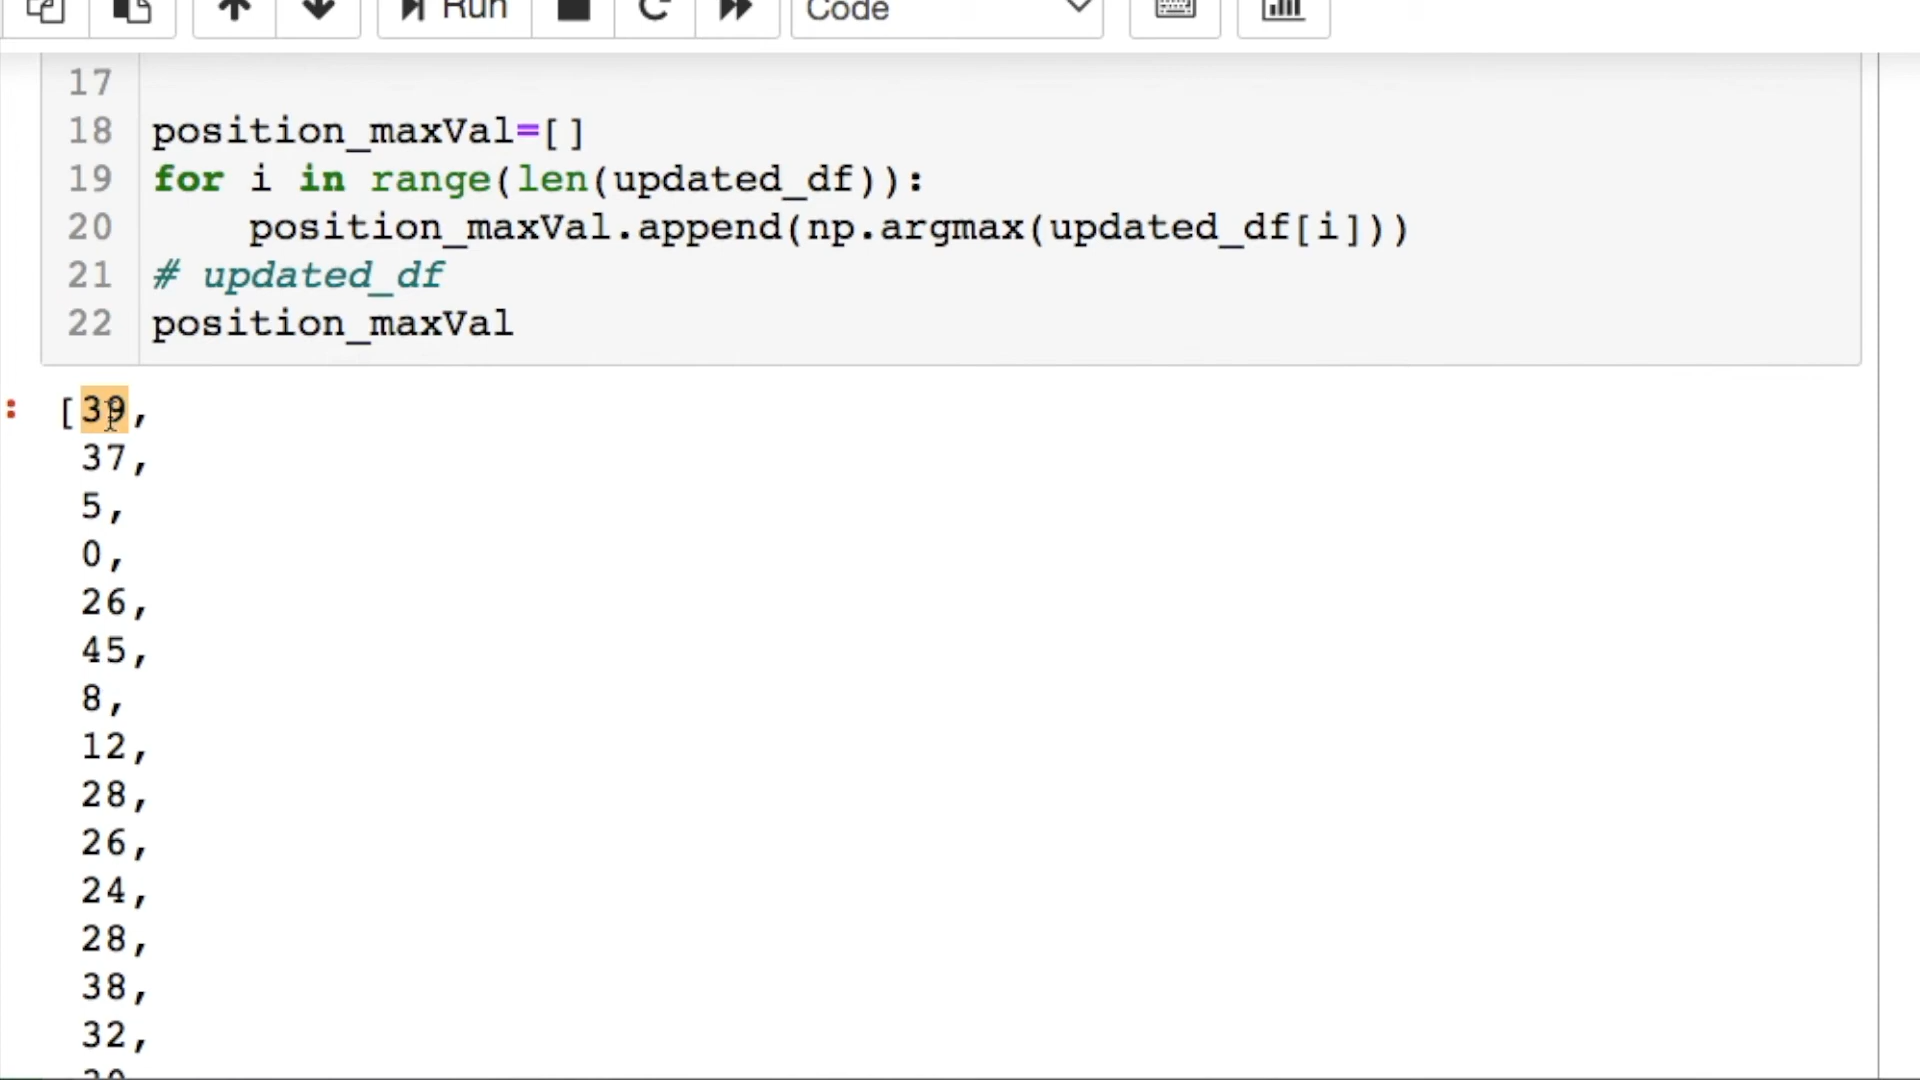 Run Code
17
18 position_maxVal=[]
19 for i in range(len(updated_df)):
20 position_maxVal.append(np.argmax(updated_df[i]))
21 # updated_df
22 position_maxVal
: [39,
37,
5,
0,
26,
45,
8,
12,
28,
26,
24,
28,
38,
32,